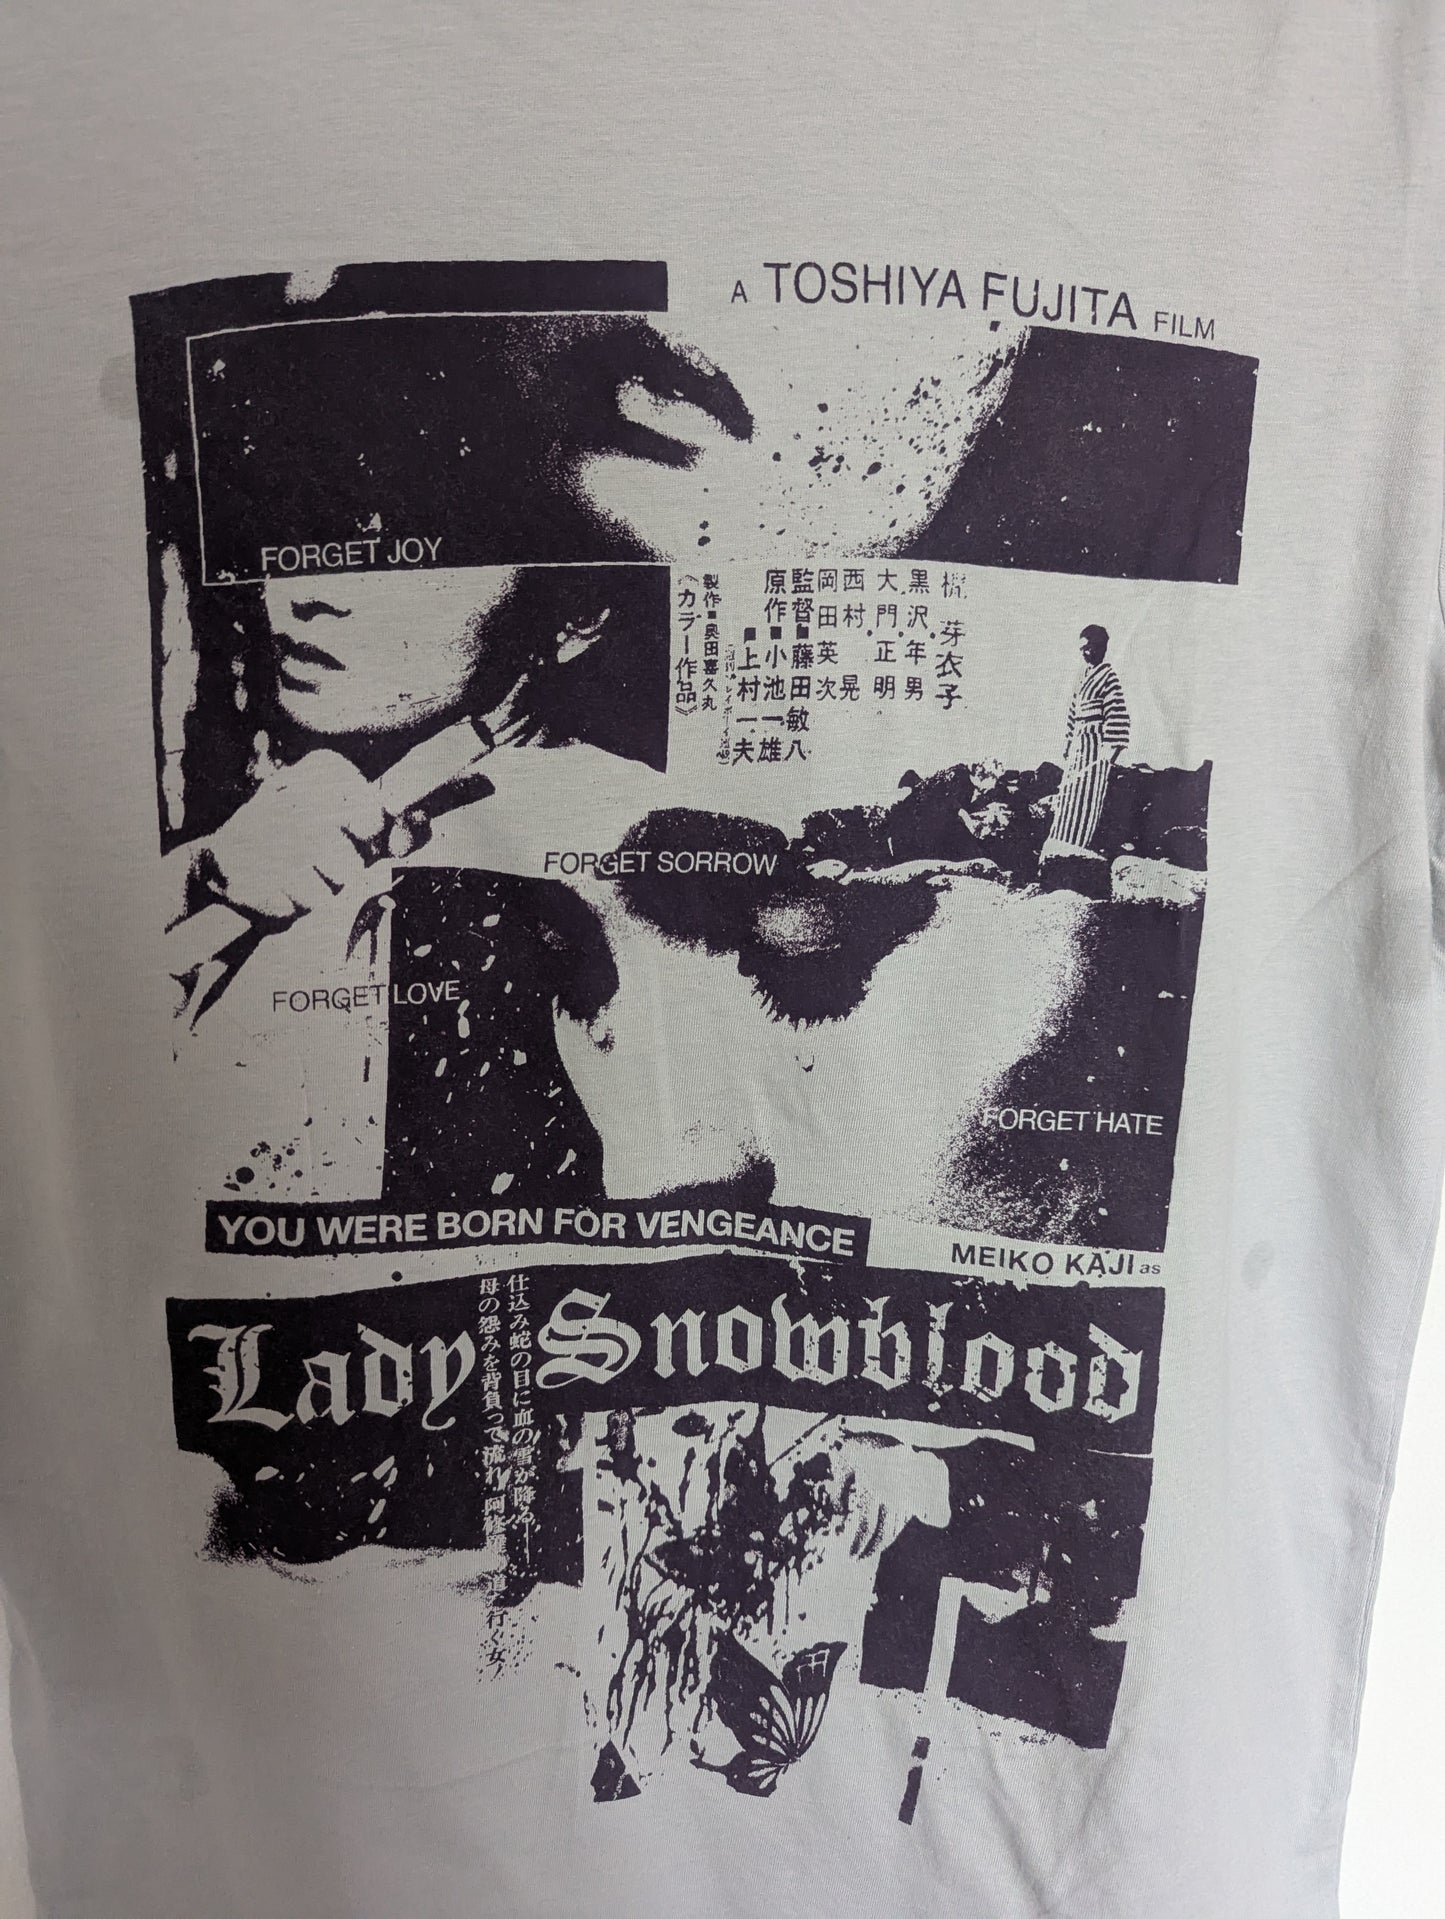 A TOSHIYA FUJITA FILM
FORGET JOY
梶 芽衣子
黒沢年男
大門正明
西村 晃
岡田英次
監督■藤田敏八
原作■小池一雄
■上村一夫
製作■奥田喜久丸
《カラー作品》
FORGET SORROW
FORGET LOVE
FORGET HATE
YOU WERE BORN FOR VENGEANCE
MEIKO KAJI as
Lady Snowblood
仕込み蛇の目に血の雪が降る—
母の怨みを背負って流れ 阿修
道 行く女!